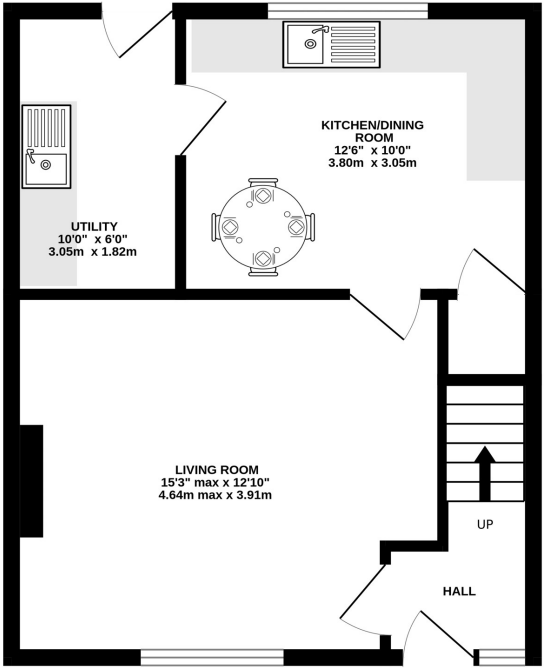 KITCHEN/DINING
ROOM
12'6" x 10'0"
3.80m x 3.05m
UTILITY
10'0" x 6'0"
3.05m x 1.82m
LIVING ROOM
15'3" max x 12'10"
4.64m max x 3.91m
UP
HALL